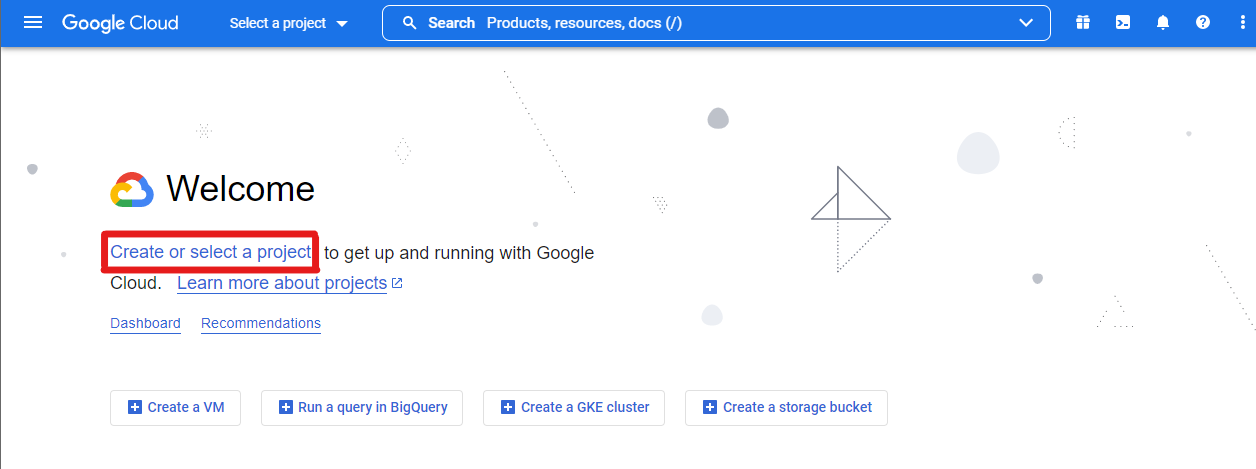 Google Cloud Select a project Search Products, resources, docs (/)
Welcome
Create or select a project to get up and running with Google
Cloud. Learn more about projects
Dashboard Recommendations
Create a VM Run a query in BigQuery Create a GKE cluster Create a storage bucket